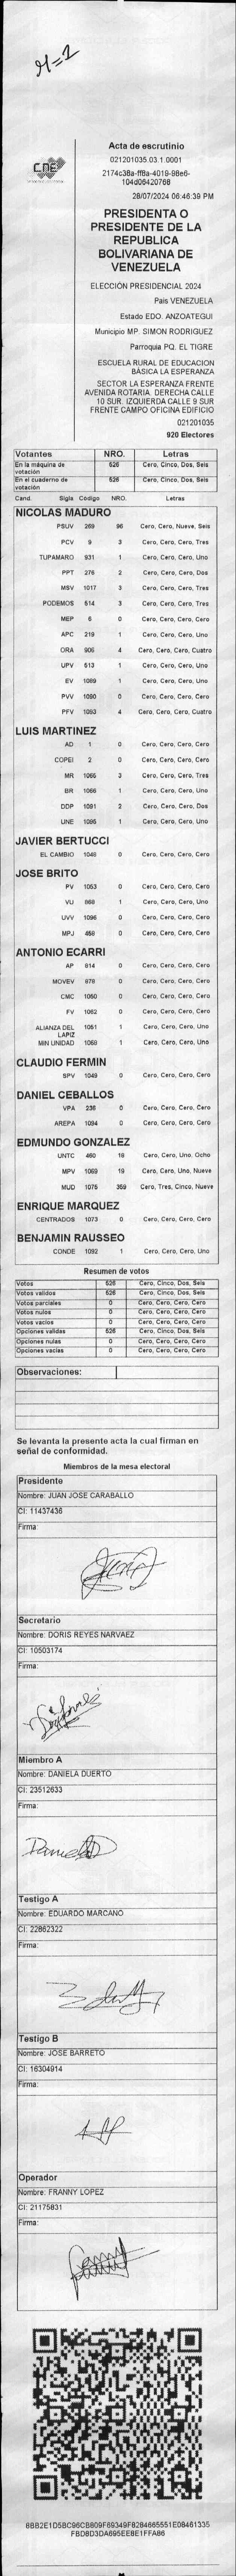 M=1
CNE
Acta de escrutinio
021201035.03.1.0001
2174c38a-ff8a-4019-98e6-
104d06420768
28/07/2024 06:46:39 PM
PRESIDENTA O
PRESIDENTE DE LA
REPUBLICA
BOLIVARIANA DE
VENEZUELA
ELECCIÓN PRESIDENCIAL 2024
País VENEZUELA
Estado EDO. ANZOATEGUI
Municipio MP. SIMON RODRIGUEZ
Parroquia PQ. EL TIGRE
ESCUELA RURAL DE EDUCACION
BÁSICA LA ESPERANZA
SECTOR LA ESPERANZA FRENTE
AVENIDA ROTARIA. DERECHA CALLE
10 SUR. IZQUIERDA CALLE 9 SUR
FRENTE CAMPO OFICINA EDIFICIO
021201035
920 Electores
Votantes NRO. Letras
En la máquina de votación 526 Cero, Cinco, Dos, Seis
En el cuaderno de votación 526 Cero, Cinco, Dos, Seis
Cand. Sigla Código NRO. Letras
NICOLAS MADURO
PSUV 269 96 Cero, Cero, Nueve, Seis
PCV 9 3 Cero, Cero, Cero, Tres
TUPAMARO 931 1 Cero, Cero, Cero, Uno
PPT 276 2 Cero, Cero, Cero, Dos
MSV 1017 3 Cero, Cero, Cero, Tres
PODEMOS 514 3 Cero, Cero, Cero, Tres
MEP 6 0 Cero, Cero, Cero, Cero
APC 219 1 Cero, Cero, Cero, Uno
ORA 906 4 Cero, Cero, Cero, Cuatro
UPV 513 1 Cero, Cero, Cero, Uno
EV 1089 1 Cero, Cero, Cero, Uno
PVV 1090 0 Cero, Cero, Cero, Cero
PFV 1093 4 Cero, Cero, Cero, Cuatro
LUIS MARTINEZ
AD 1 0 Cero, Cero, Cero, Cero
COPEI 2 0 Cero, Cero, Cero, Cero
MR 1065 3 Cero, Cero, Cero, Tres
BR 1066 1 Cero, Cero, Cero, Uno
DDP 1091 2 Cero, Cero, Cero, Dos
UNE 1095 1 Cero, Cero, Cero, Uno
JAVIER BERTUCCI
EL CAMBIO 1046 0 Cero, Cero, Cero, Cero
JOSE BRITO
PV 1053 0 Cero, Cero, Cero, Cero
VU 868 1 Cero, Cero, Cero, Uno
UVV 1096 0 Cero, Cero, Cero, Cero
MPJ 458 0 Cero, Cero, Cero, Cero
ANTONIO ECARRI
AP 814 0 Cero, Cero, Cero, Cero
MOVEV 978 0 Cero, Cero, Cero, Cero
CMC 1050 0 Cero, Cero, Cero, Cero
FV 1062 0 Cero, Cero, Cero, Cero
ALIANZA DEL LAPIZ 1051 1 Cero, Cero, Cero, Uno
MIN UNIDAD 1058 1 Cero, Cero, Cero, Uno
CLAUDIO FERMIN
SPV 1049 0 Cero, Cero, Cero, Cero
DANIEL CEBALLOS
VPA 236 0 Cero, Cero, Cero, Cero
AREPA 1094 0 Cero, Cero, Cero, Cero
EDMUNDO GONZALEZ
UNTC 460 18 Cero, Cero, Uno, Ocho
MPV 1069 19 Cero, Cero, Uno, Nueve
MUD 1075 359 Cero, Tres, Cinco, Nueve
ENRIQUE MARQUEZ
CENTRADOS 1073 0 Cero, Cero, Cero, Cero
BENJAMIN RAUSSEO
CONDE 1092 1 Cero, Cero, Cero, Uno
Resumen de votos
Votos 526 Cero, Cinco, Dos, Seis
Votos validos 526 Cero, Cinco, Dos, Seis
Votos parciales 0 Cero, Cero, Cero, Cero
Votos nulos 0 Cero, Cero, Cero, Cero
Votos vacíos 0 Cero, Cero, Cero, Cero
Opciones validas 526 Cero, Cinco, Dos, Seis
Opciones nulas 0 Cero, Cero, Cero, Cero
Opciones vacías 0 Cero, Cero, Cero, Cero
Observaciones:
Se levanta la presente acta la cual firman en
señal de conformidad.
Miembros de la mesa electoral
Presidente
Nombre: JUAN JOSE CARABALLO
CI: 11437436
Firma:
Secretario
Nombre: DORIS REYES NARVAEZ
CI: 10503174
Firma:
Miembro A
Nombre: DANIELA DUERTO
CI: 23512633
Firma:
Testigo A
Nombre: EDUARDO MARCANO
CI: 22862322
Firma:
Testigo B
Nombre: JOSE BARRETO
CI: 16304914
Firma:
Operador
Nombre: FRANNY LOPEZ
CI: 21175831
Firma:
8BB2E1D5BC96CB809F69349F8284665551E08461335
FBD8D3DA695EE8E1FFA86